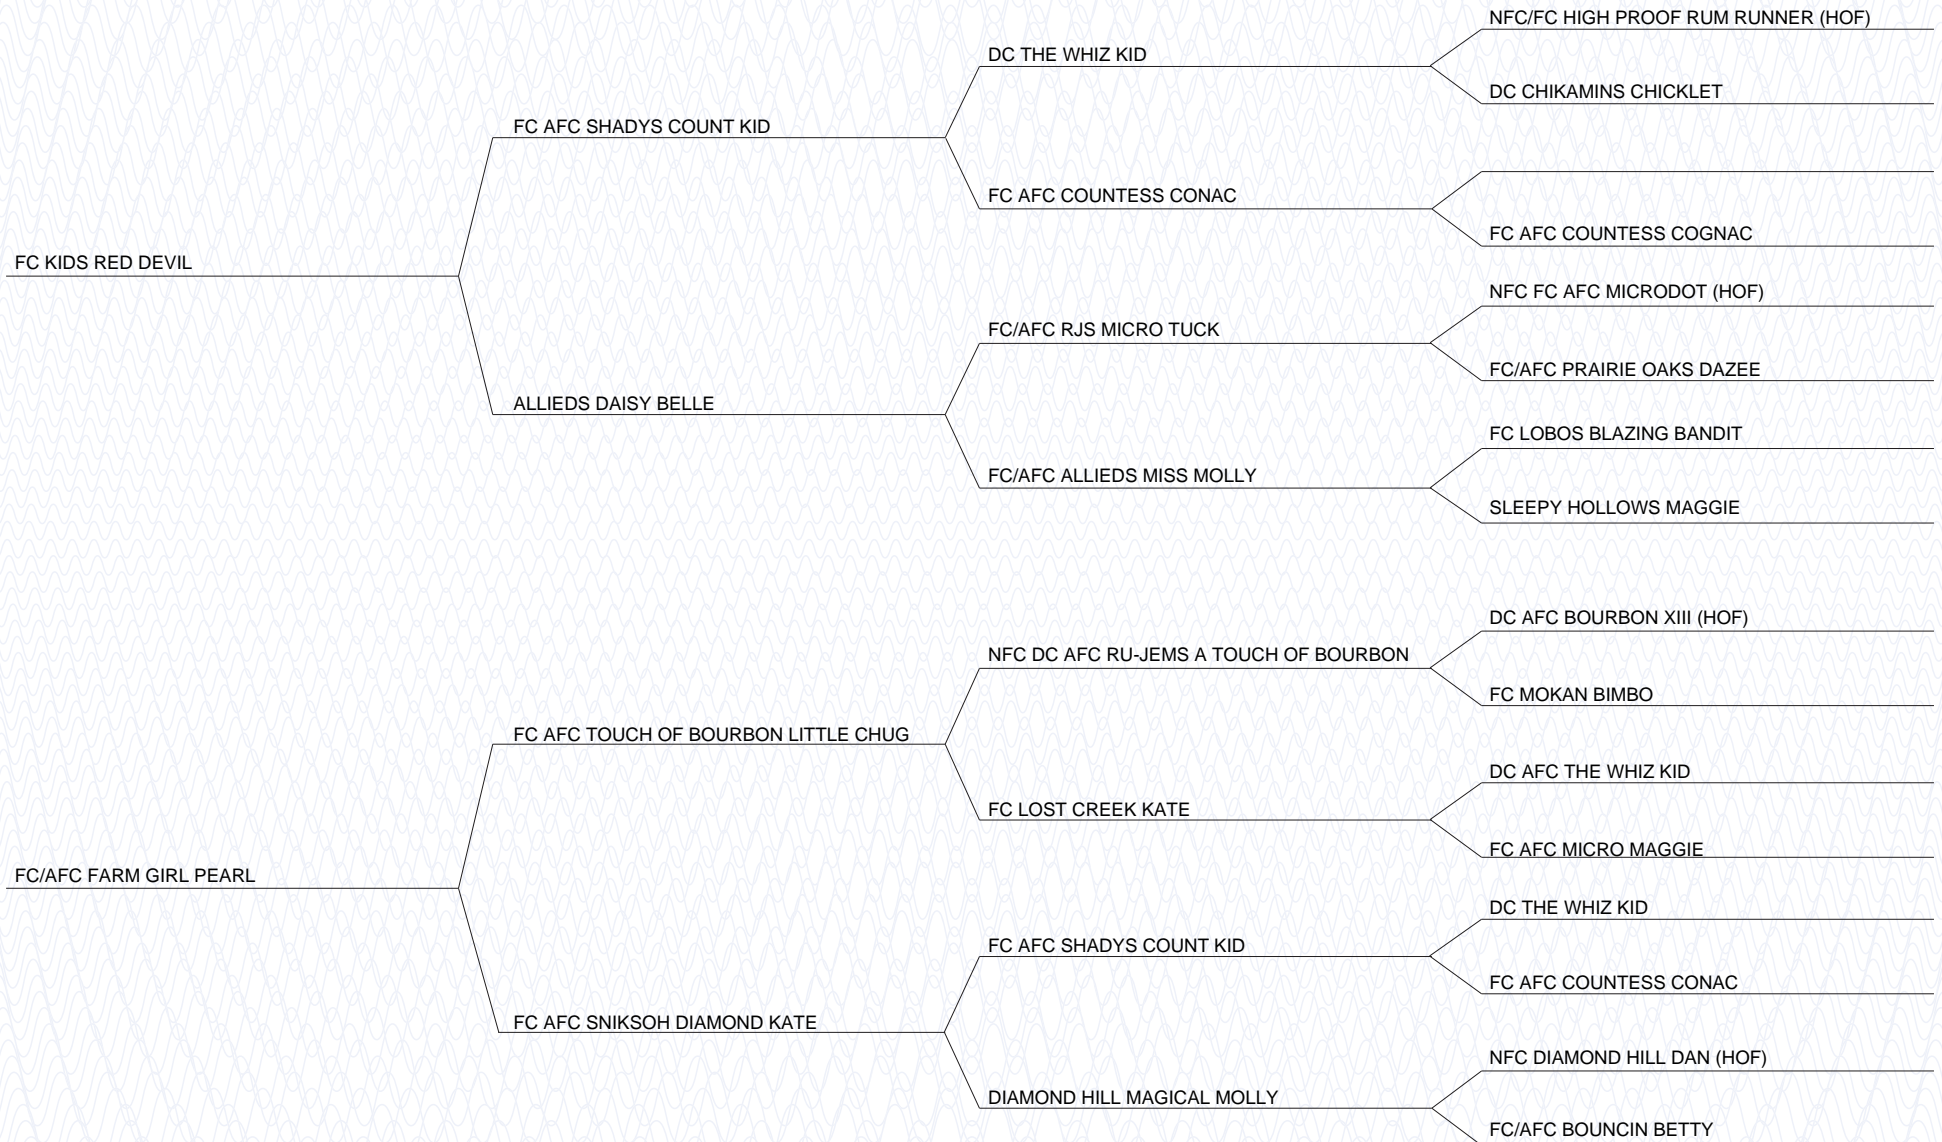 NFC/FC HIGH PROOF RUM RUNNER (HOF)
DC THE WHIZ KID
DC CHIKAMINS CHICKLET
FC AFC SHADYS COUNT KID
FC AFC COUNTESS CONAC
FC AFC COUNTESS COGNAC
FC KIDS RED DEVIL
NFC FC AFC MICRODOT (HOF)
FC/AFC RJS MICRO TUCK
FC/AFC PRAIRIE OAKS DAZEE
ALLIEDS DAISY BELLE
FC LOBOS BLAZING BANDIT
FC/AFC ALLIEDS MISS MOLLY
SLEEPY HOLLOWS MAGGIE
DC AFC BOURBON XIII (HOF)
NFC DC AFC RU-JEMS A TOUCH OF BOURBON
FC MOKAN BIMBO
FC AFC TOUCH OF BOURBON LITTLE CHUG
DC AFC THE WHIZ KID
FC LOST CREEK KATE
FC AFC MICRO MAGGIE
FC/AFC FARM GIRL PEARL
DC THE WHIZ KID
FC AFC SHADYS COUNT KID
FC AFC COUNTESS CONAC
FC AFC SNIKSOH DIAMOND KATE
NFC DIAMOND HILL DAN (HOF)
DIAMOND HILL MAGICAL MOLLY
FC/AFC BOUNCIN BETTY